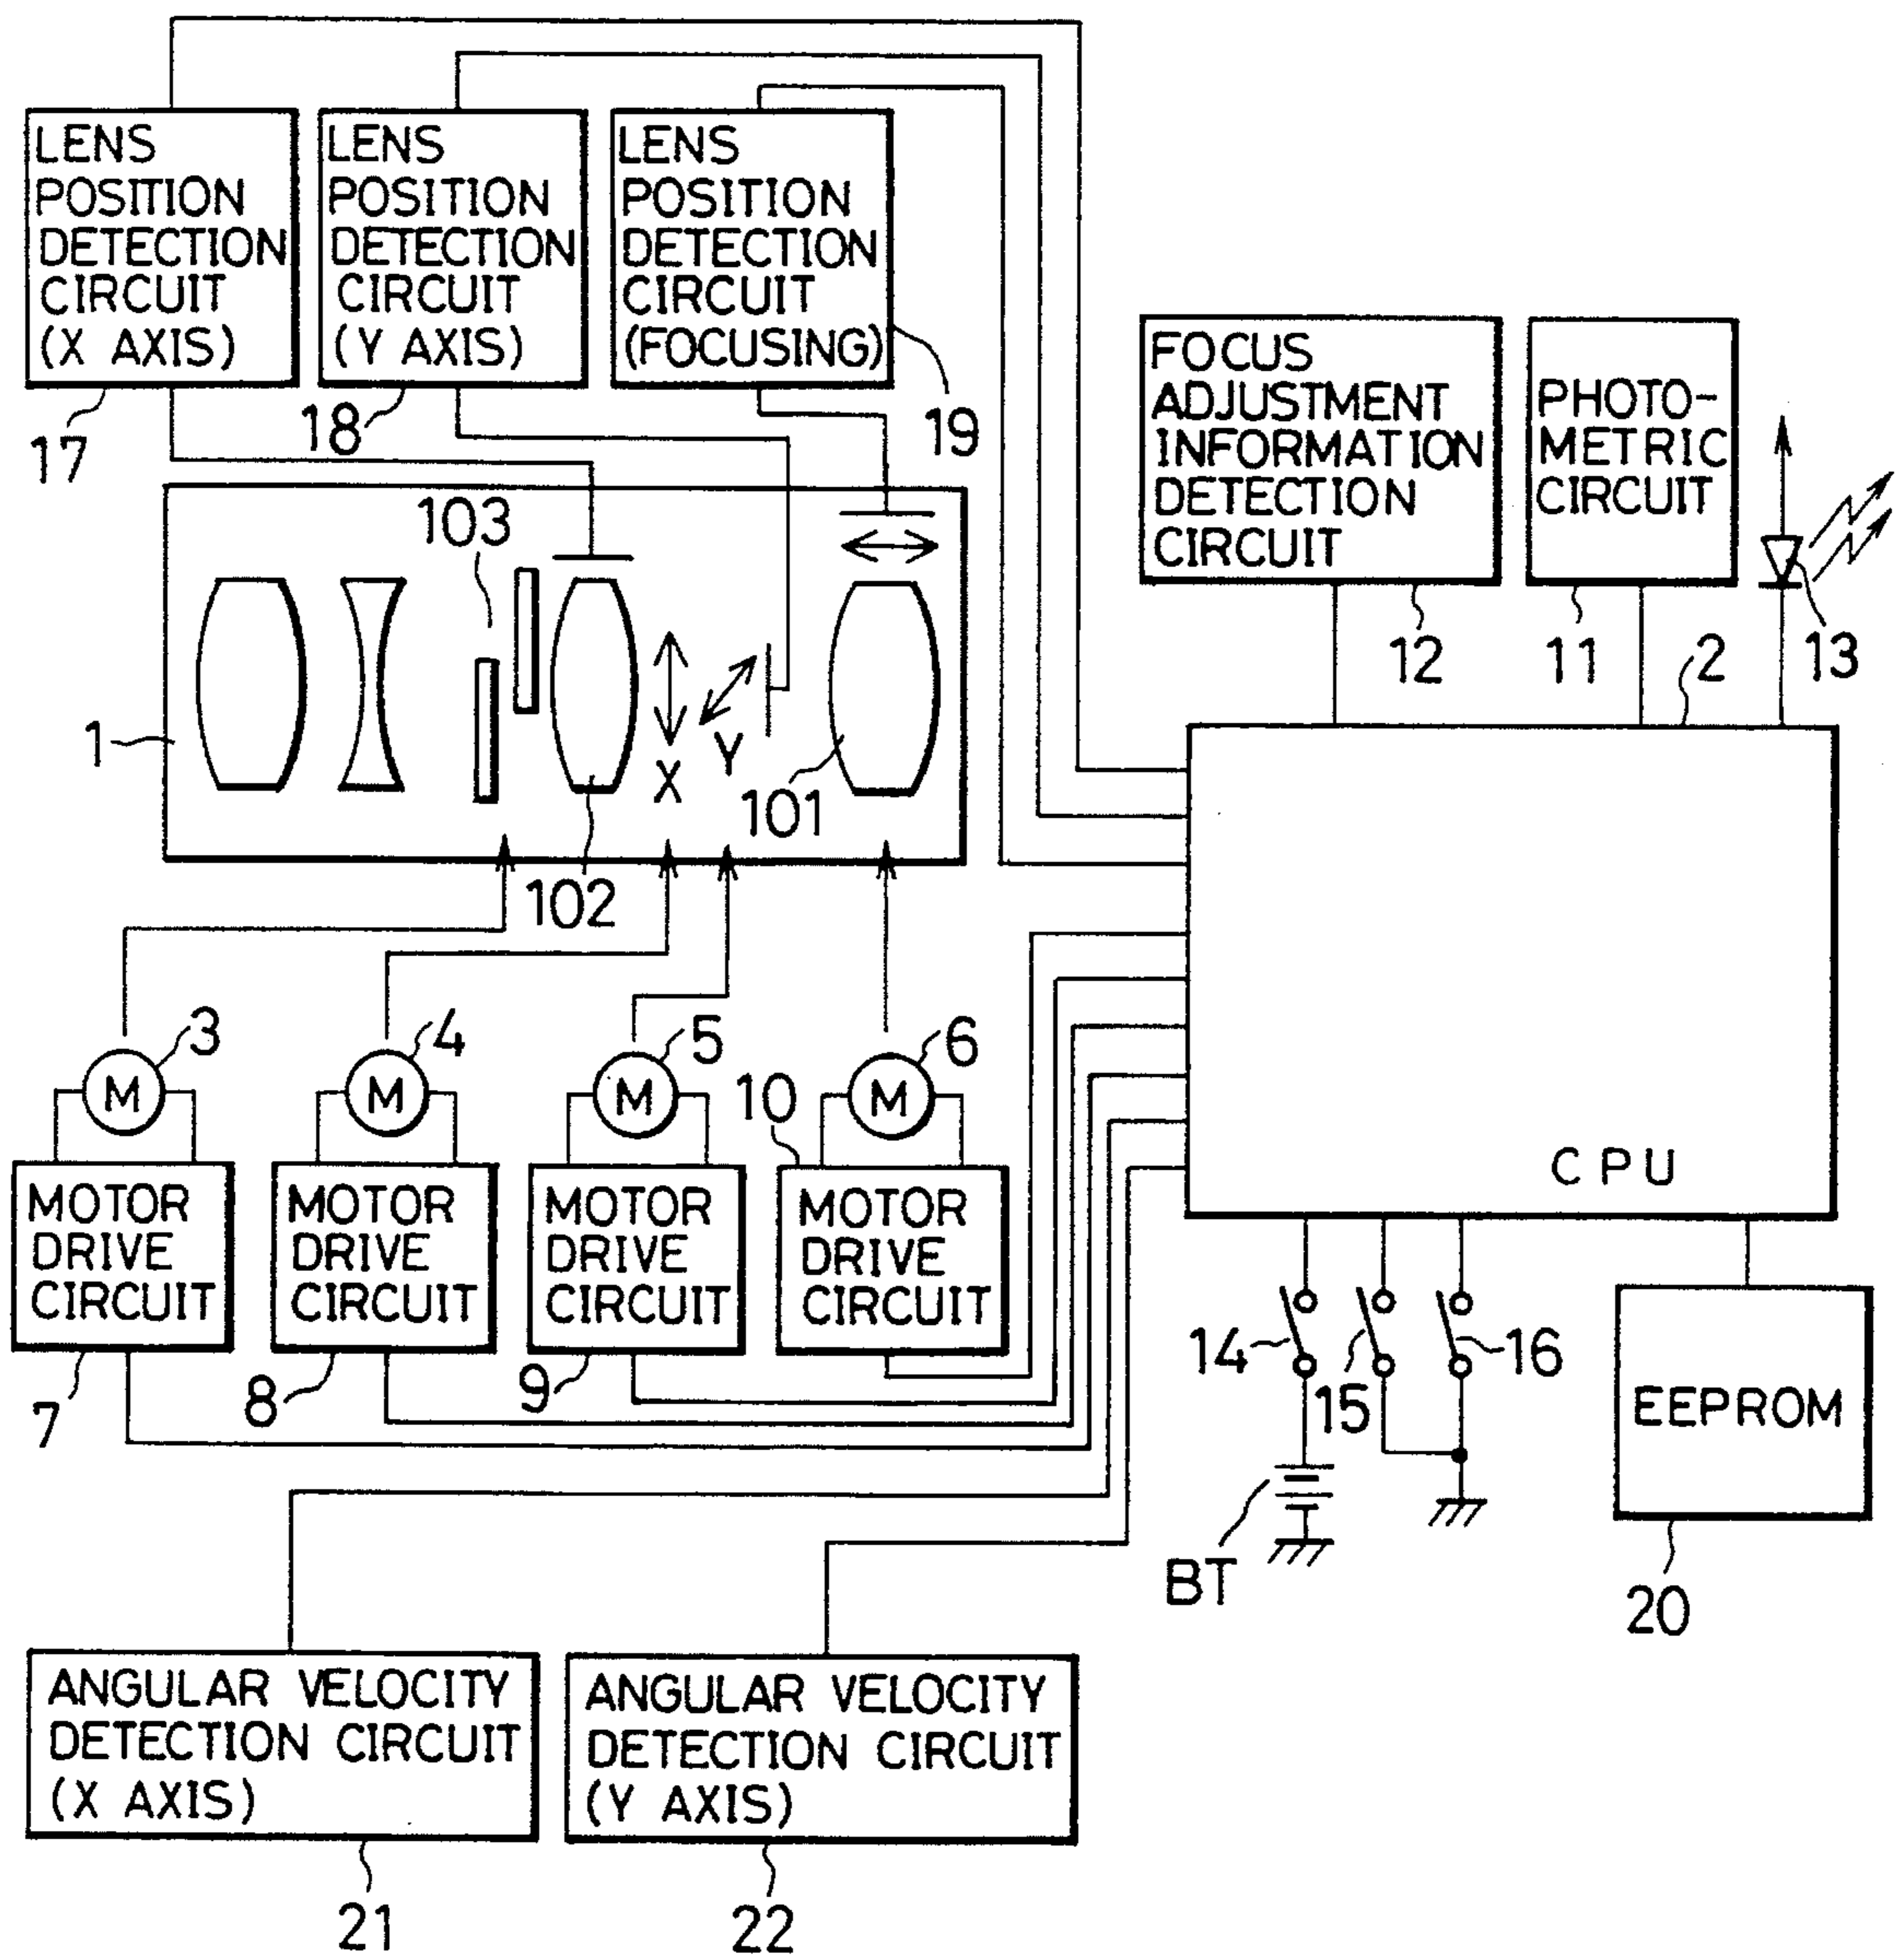 LENS
POSITION
DETECTION
CIRCUIT
(X AXIS)
LENS
POSITION
DETECTION
CIRCUIT
(Y AXIS)
LENS
POSITION
DETECTION
CIRCUIT
(FOCUSING)
17
18
19
FOCUS
ADJUSTMENT
INFORMATION
DETECTION
CIRCUIT
PHOTO-
METRIC
CIRCUIT
12
11
2
13
103
1
X
Y
101
102
3
4
5
6
M
M
M
M
10
MOTOR
DRIVE
CIRCUIT
MOTOR
DRIVE
CIRCUIT
MOTOR
DRIVE
CIRCUIT
MOTOR
DRIVE
CIRCUIT
7
8
9
CPU
14
15
16
BT
EEPROM
20
ANGULAR VELOCITY
DETECTION CIRCUIT
(X AXIS)
ANGULAR VELOCITY
DETECTION CIRCUIT
(Y AXIS)
21
22